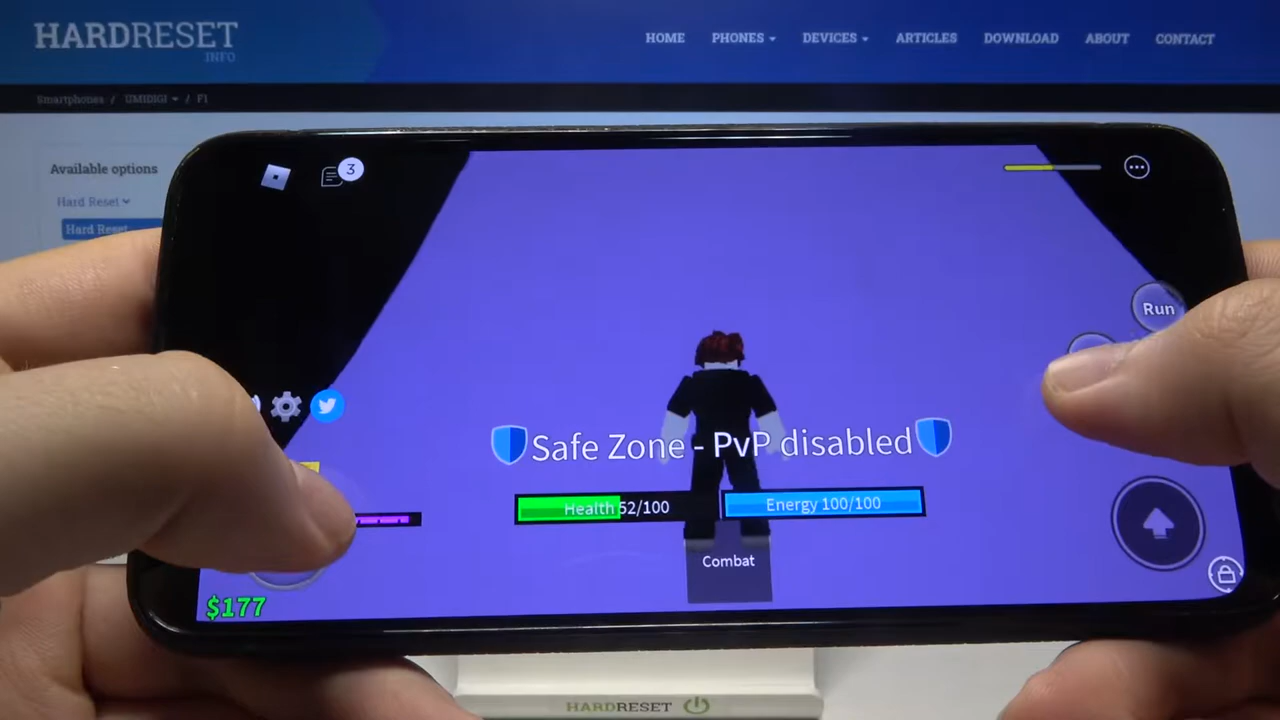 HARDRESET
INFO
HOME PHONES DEVICES ARTICLES DOWNLOAD ABOUT CONTACT
Smartphones / UMIDIGI / F1
Available options
Hard Reset
Hard Reset
3
Run
Safe Zone - PvP disabled
Health 52/100
Energy 100/100
Combat
$177
HARDRESET